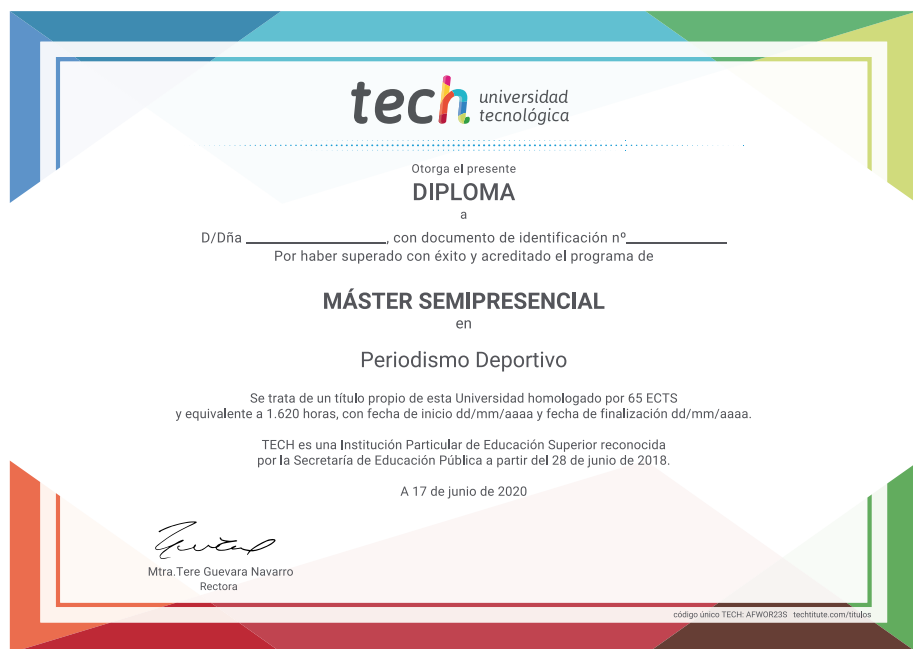 tech universidad
tecnológica
Otorga el presente
DIPLOMA
a
D/Dña ____________________, con documento de identificación nº______________
Por haber superado con éxito y acreditado el programa de
MÁSTER SEMIPRESENCIAL
en
Periodismo Deportivo
Se trata de un título propio de esta Universidad homologado por 65 ECTS
y equivalente a 1.620 horas, con fecha de inicio dd/mm/aaaa y fecha de finalización dd/mm/aaaa.
TECH es una Institución Particular de Educación Superior reconocida
por la Secretaría de Educación Pública a partir del 28 de junio de 2018.
A 17 de junio de 2020
Mtra.Tere Guevara Navarro
Rectora
código único TECH: AFWOR23S techtitute.com/titulos